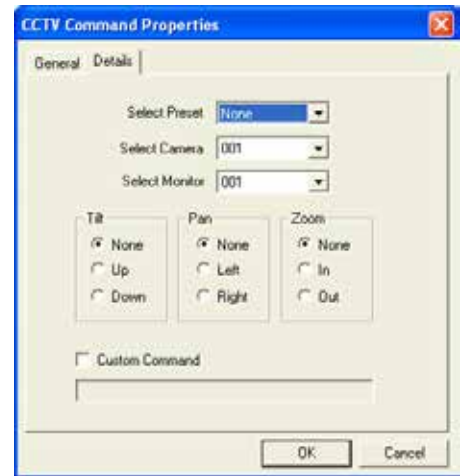 CCTV Command Properties
General Details
Select Preset None
Select Camera 001
Select Monitor 001
Tilt Pan Zoom
None None None
Up Left In
Down Right Out
Custom Command
OK Cancel